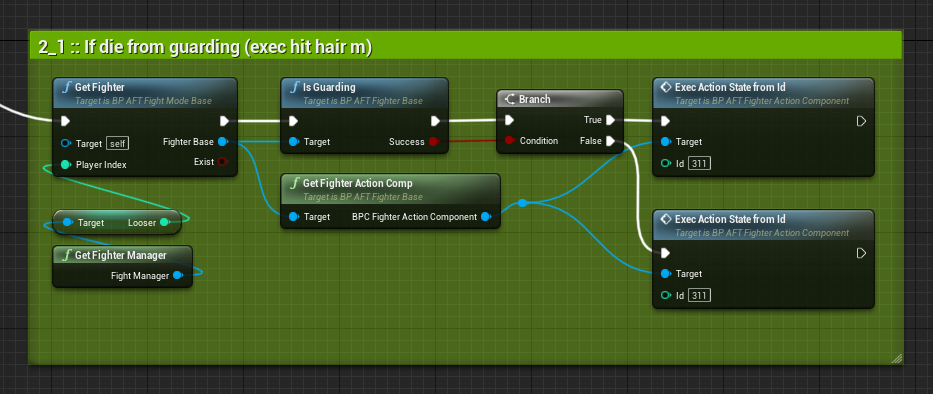 2_1 :: If die from guarding (exec hit hair m)
f Get Fighter
Target is BP AFT Fight Mode Base
Target self
Fighter Base
Player Index
Exist
Target Looser
f Get Fighter Manager
Fight Manager
f Is Guarding
Target is BP AFT Fighter Base
Target
Success
f Get Fighter Action Comp
Target is BP AFT Fighter Base
Target
BPC Fighter Action Component
Branch
True
Condition
False
Exec Action State from Id
Target is BP AFT Fighter Action Component
Target
Id 311
Exec Action State from Id
Target is BP AFT Fighter Action Component
Target
Id 311